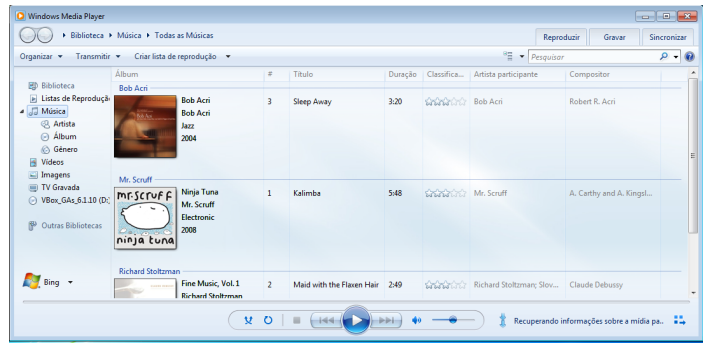 Windows Media Player
Biblioteca Música Todas as Músicas
Reproduzir Gravar Sincronizar
Organizar Transmitir Criar lista de reprodução
Pesquisar
Álbum # Título Duração Classifica... Artista participante Compositor
Biblioteca
Listas de Reproduçã
Música
Artista
Álbum
Gênero
Vídeos
Imagens
TV Gravada
VBox_GAs_6.1.10 (D:)
Outras Bibliotecas
Bing
Bob Acri
Bob Acri 3 Sleep Away 3:20 Bob Acri Robert R. Acri
Bob Acri
Jazz
2004
Mr. Scruff
mr.scruff
ninja tuna
Ninja Tuna 1 Kalimba 5:48 Mr. Scruff A. Carthy and A. Kingsl...
Mr. Scruff
Electronic
2008
Richard Stoltzman
Fine Music, Vol. 1 2 Maid with the Flaxen Hair 2:49 Richard Stoltzman; Slov... Claude Debussy
Richard Stoltzman
Recuperando informações sobre a mídia pa..